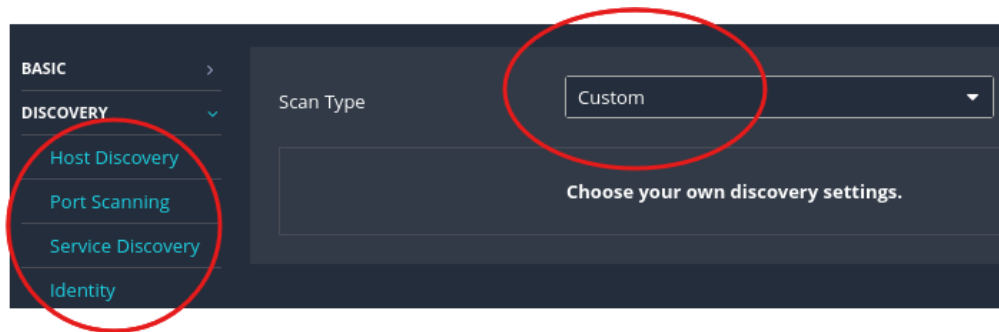 BASIC
DISCOVERY
Host Discovery
Port Scanning
Service Discovery
Identity
Scan Type
Custom
Choose your own discovery settings.